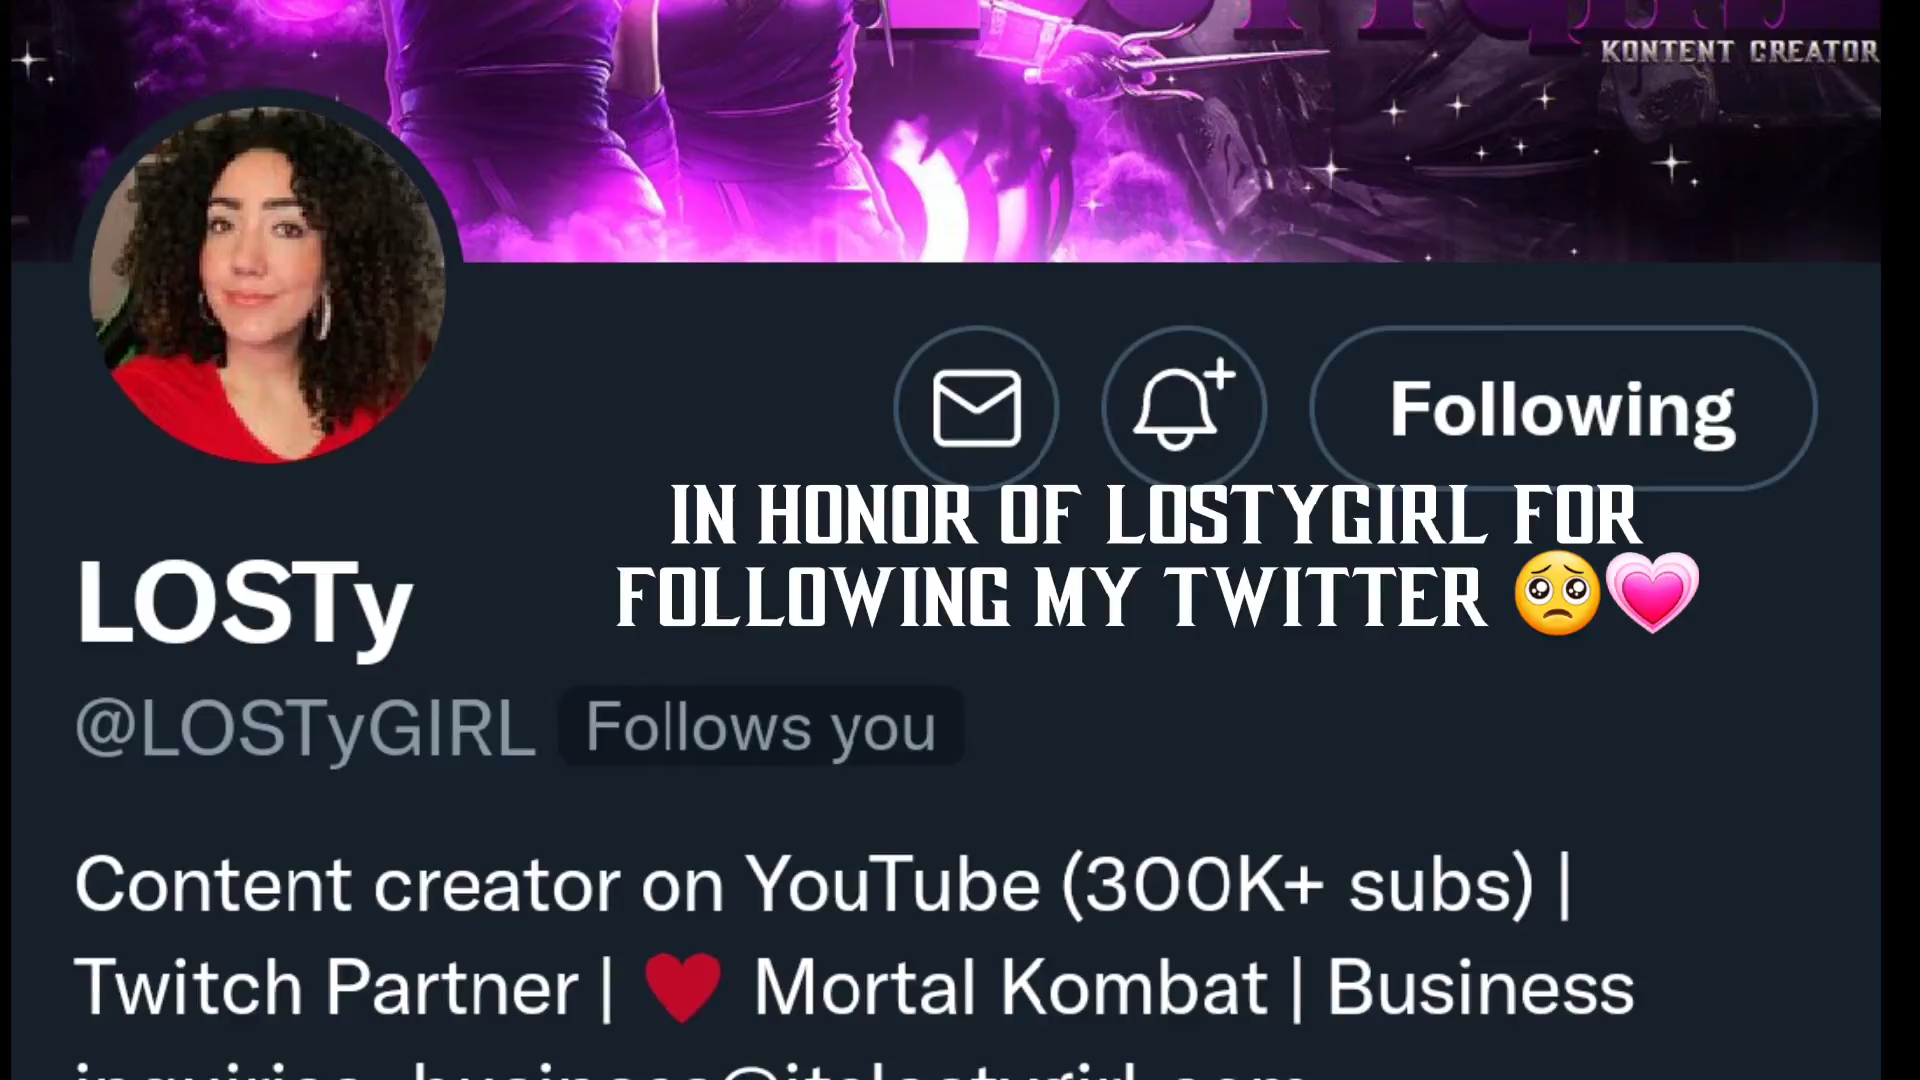 KONTENT CREATOR
Following
IN HONOR OF LOSTYGIRL FOR
FOLLOWING MY TWITTER 🥺💗
LOSTy
@LOSTyGIRL Follows you
Content creator on YouTube (300K+ subs) |
Twitch Partner | ❤️ Mortal Kombat | Business